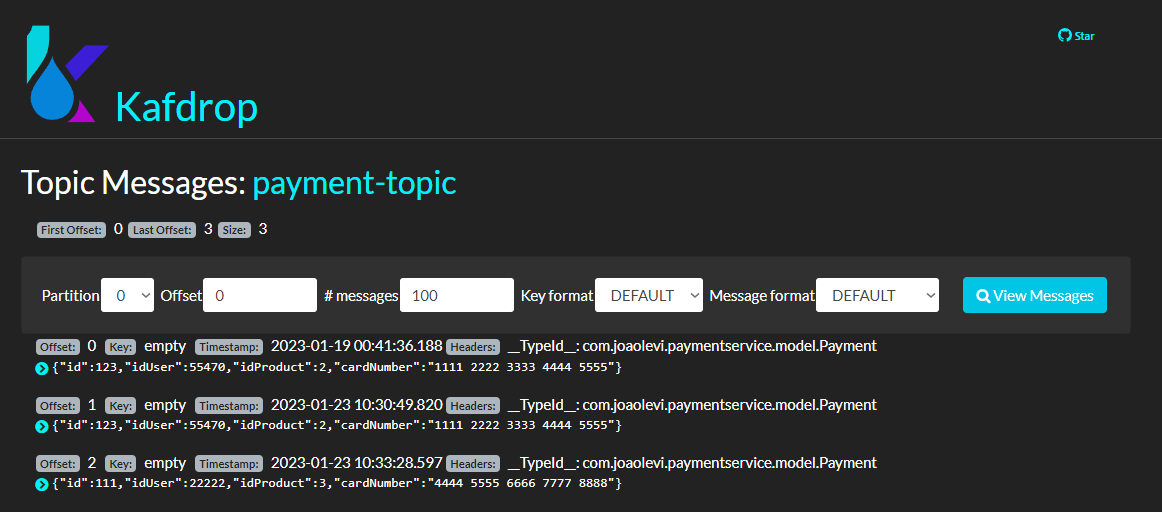 Star
Kafdrop
Topic Messages: payment-topic
First Offset: 0 Last Offset: 3 Size: 3
Partition 0 Offset 0 # messages 100 Key format DEFAULT Message format DEFAULT View Messages
Offset: 0 Key: empty Timestamp: 2023-01-19 00:41:36.188 Headers: __TypeId__: com.joaolevi.paymentservice.model.Payment
{"id":123,"idUser":55470,"idProduct":2,"cardNumber":"1111 2222 3333 4444 5555"}
Offset: 1 Key: empty Timestamp: 2023-01-23 10:30:49.820 Headers: __TypeId__: com.joaolevi.paymentservice.model.Payment
{"id":123,"idUser":55470,"idProduct":2,"cardNumber":"1111 2222 3333 4444 5555"}
Offset: 2 Key: empty Timestamp: 2023-01-23 10:33:28.597 Headers: __TypeId__: com.joaolevi.paymentservice.model.Payment
{"id":111,"idUser":22222,"idProduct":3,"cardNumber":"4444 5555 6666 7777 8888"}